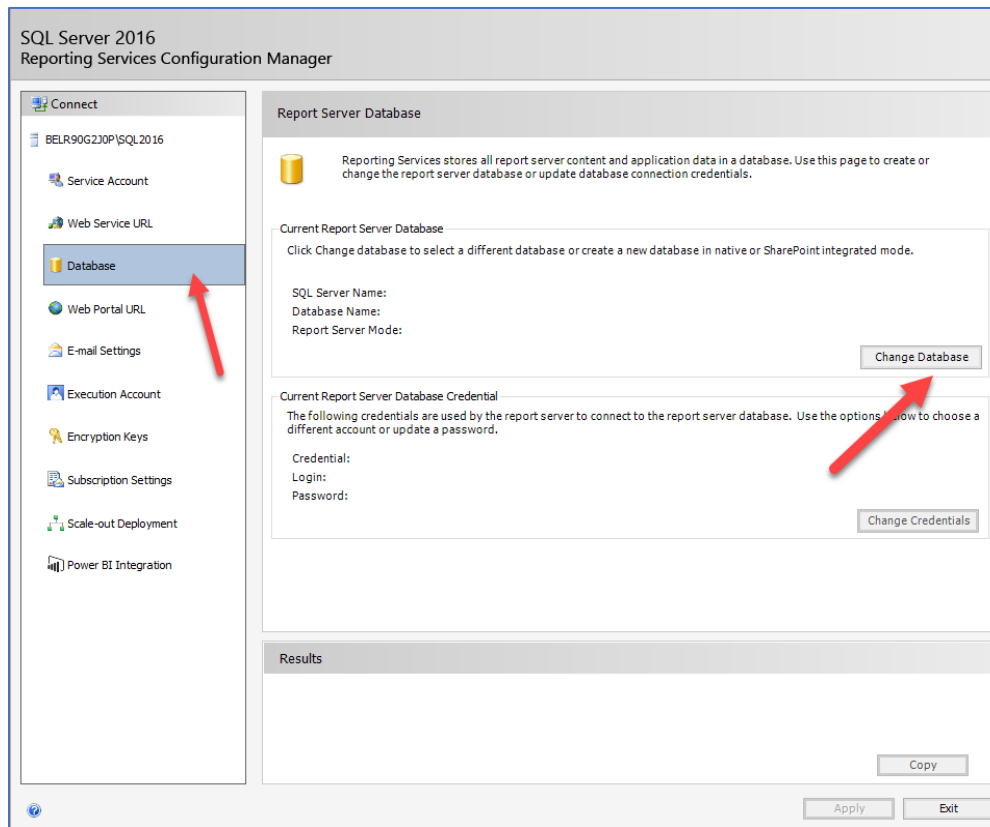 SQL Server 2016
Reporting Services Configuration Manager
Connect
BELR90G2J0P\SQL2016
Service Account
Web Service URL
Database
Web Portal URL
E-mail Settings
Execution Account
Encryption Keys
Subscription Settings
Scale-out Deployment
Power BI Integration
Report Server Database
Reporting Services stores all report server content and application data in a database. Use this page to create or
change the report server database or update database connection credentials.
Current Report Server Database
Click Change database to select a different database or create a new database in native or SharePoint integrated mode.
SQL Server Name:
Database Name:
Report Server Mode:
Change Database
Current Report Server Database Credential
The following credentials are used by the report server to connect to the report server database. Use the options below to choose a
different account or update a password.
Credential:
Login:
Password:
Change Credentials
Results
Copy
Apply
Exit